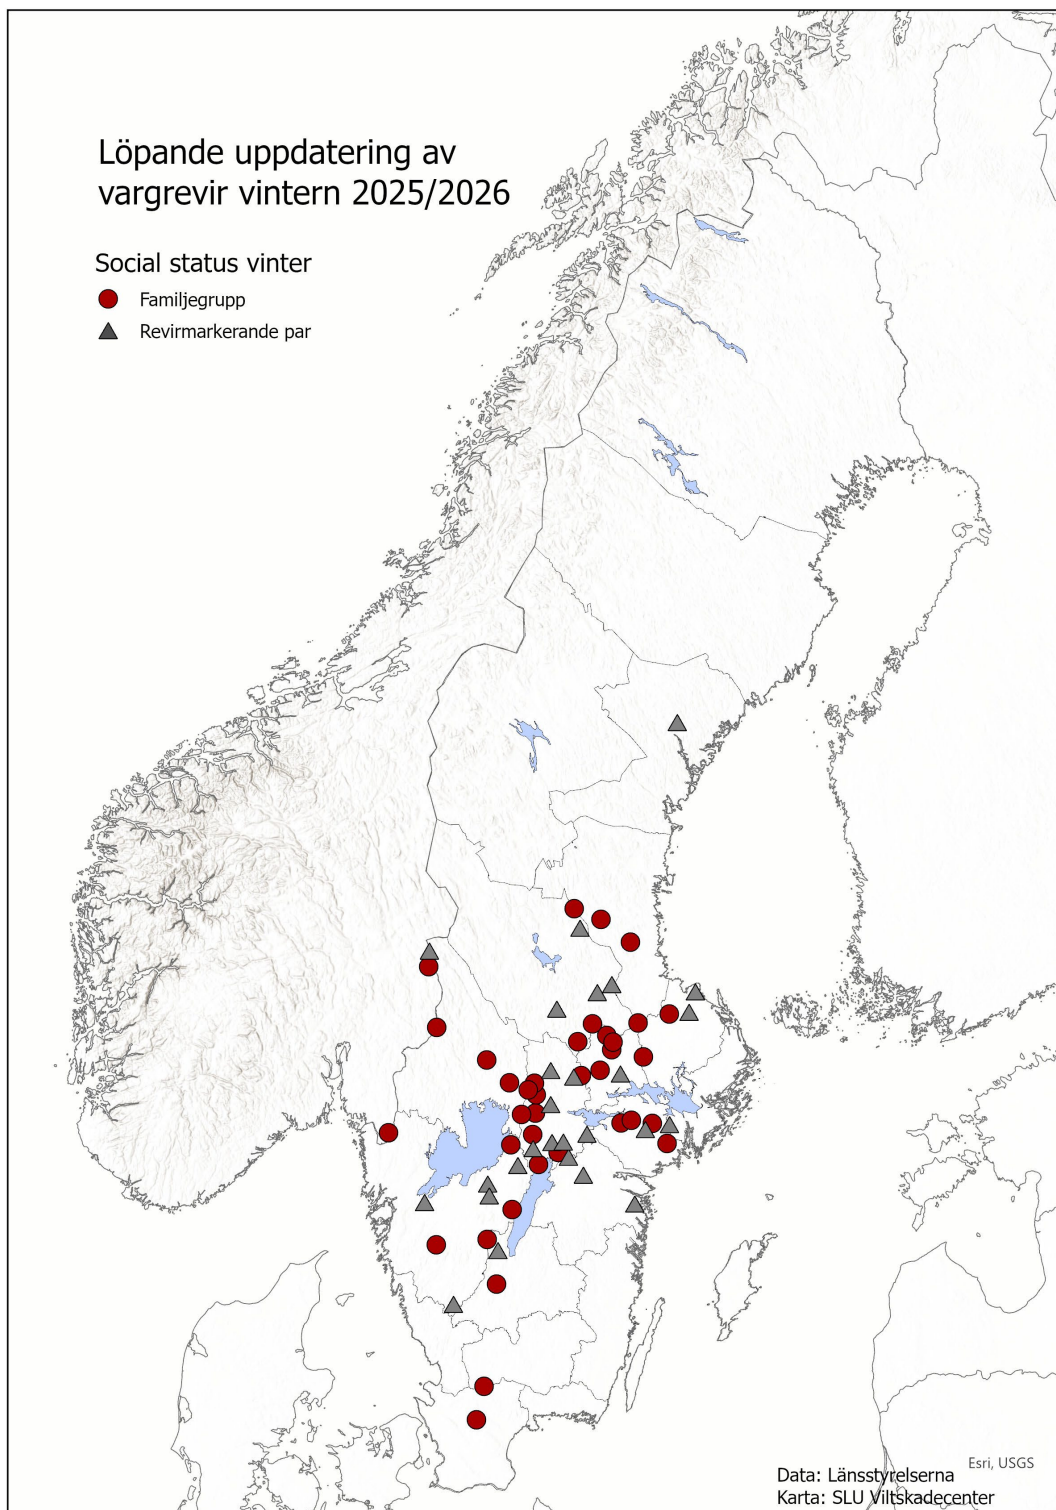 Löpande uppdatering av
vargrevir vintern 2025/2026
Social status vinter
Familjegrupp
Revirmarkerande par
Esri, USGS
Data: Länsstyrelserna
Karta: SLU Viltskadecenter